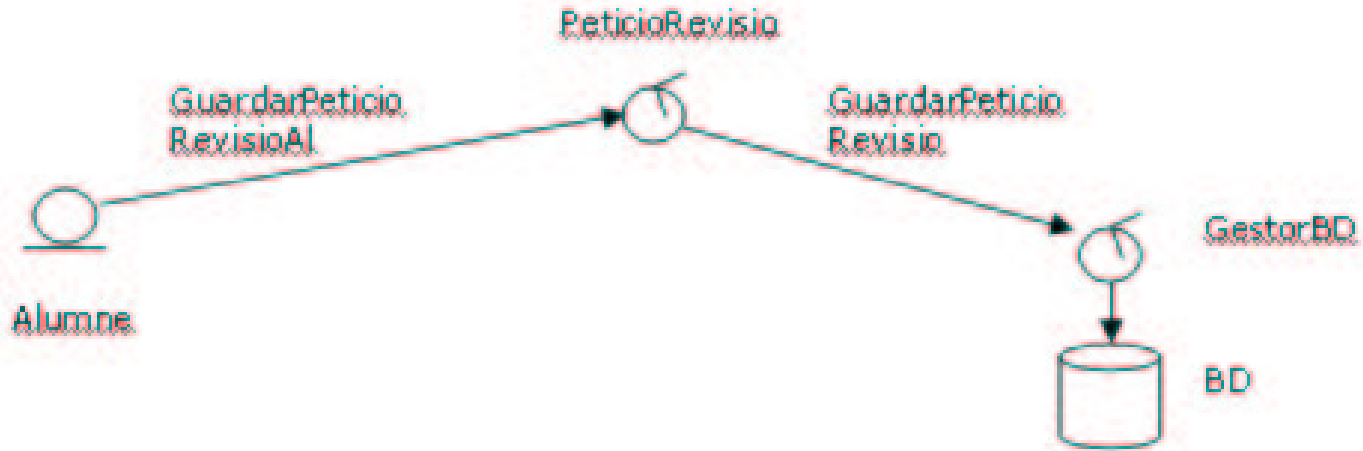 PeticioRevisio
GuardarPeticio
RevisioAl
GuardarPeticio
Revisio
GestorBD
Alumne
BD